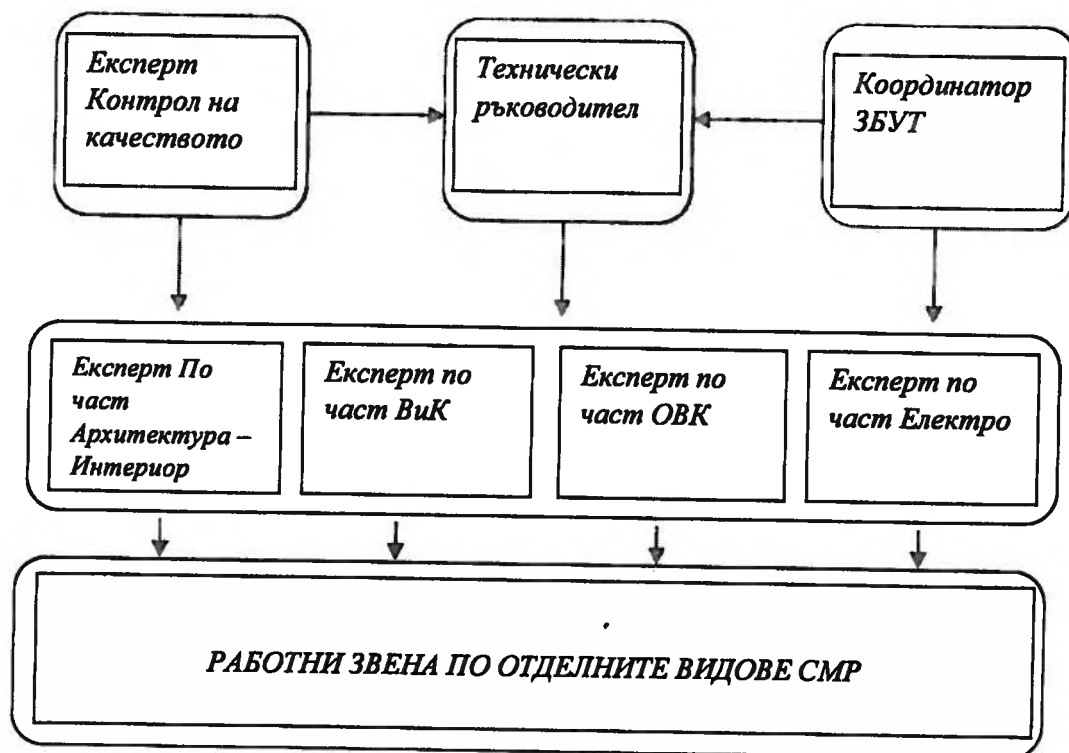 Експерт
Контрол на
качеството
Технически
ръководител
Координатор
ЗБУТ
Експерт По
част
Архитектура –
Интериор
Експерт по
част ВиК
Експерт по
част ОВК
Експерт по
част Електро
РАБОТНИ ЗВЕНА ПО ОТДЕЛНИТЕ ВИДОВЕ СМР